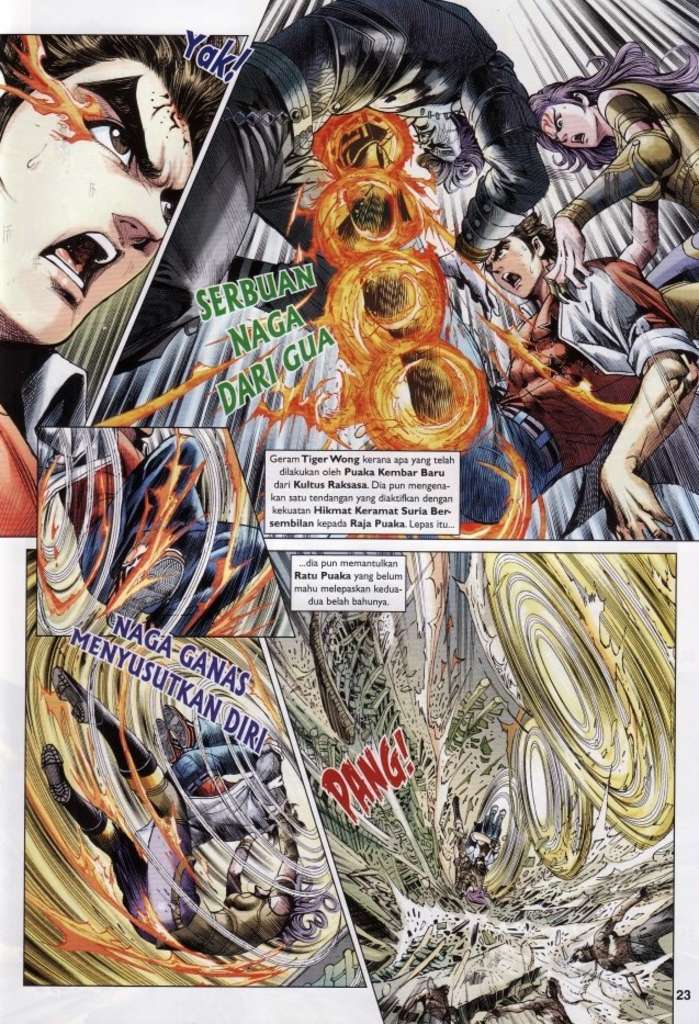 Yak!
SERBUAN
NAGA
DARI GUA
Geram Tiger Wong kerana apa yang telah
dilakukan oleh Puaka Kembar Baru
dari Kultus Raksasa. Dia pun mengena-
kan satu tendangan yang diaktifkan dengan
kekuatan Hikmat Keramat Suria Ber-
sembilan kepada Raja Puaka. Lepas itu...
...dia pun memantulkan
Ratu Puaka yang belum
mahu melepaskan kedua-
dua belah bahunya.
NAGA GANAS
MENYUSUTKAN DIRI
PANG!
23